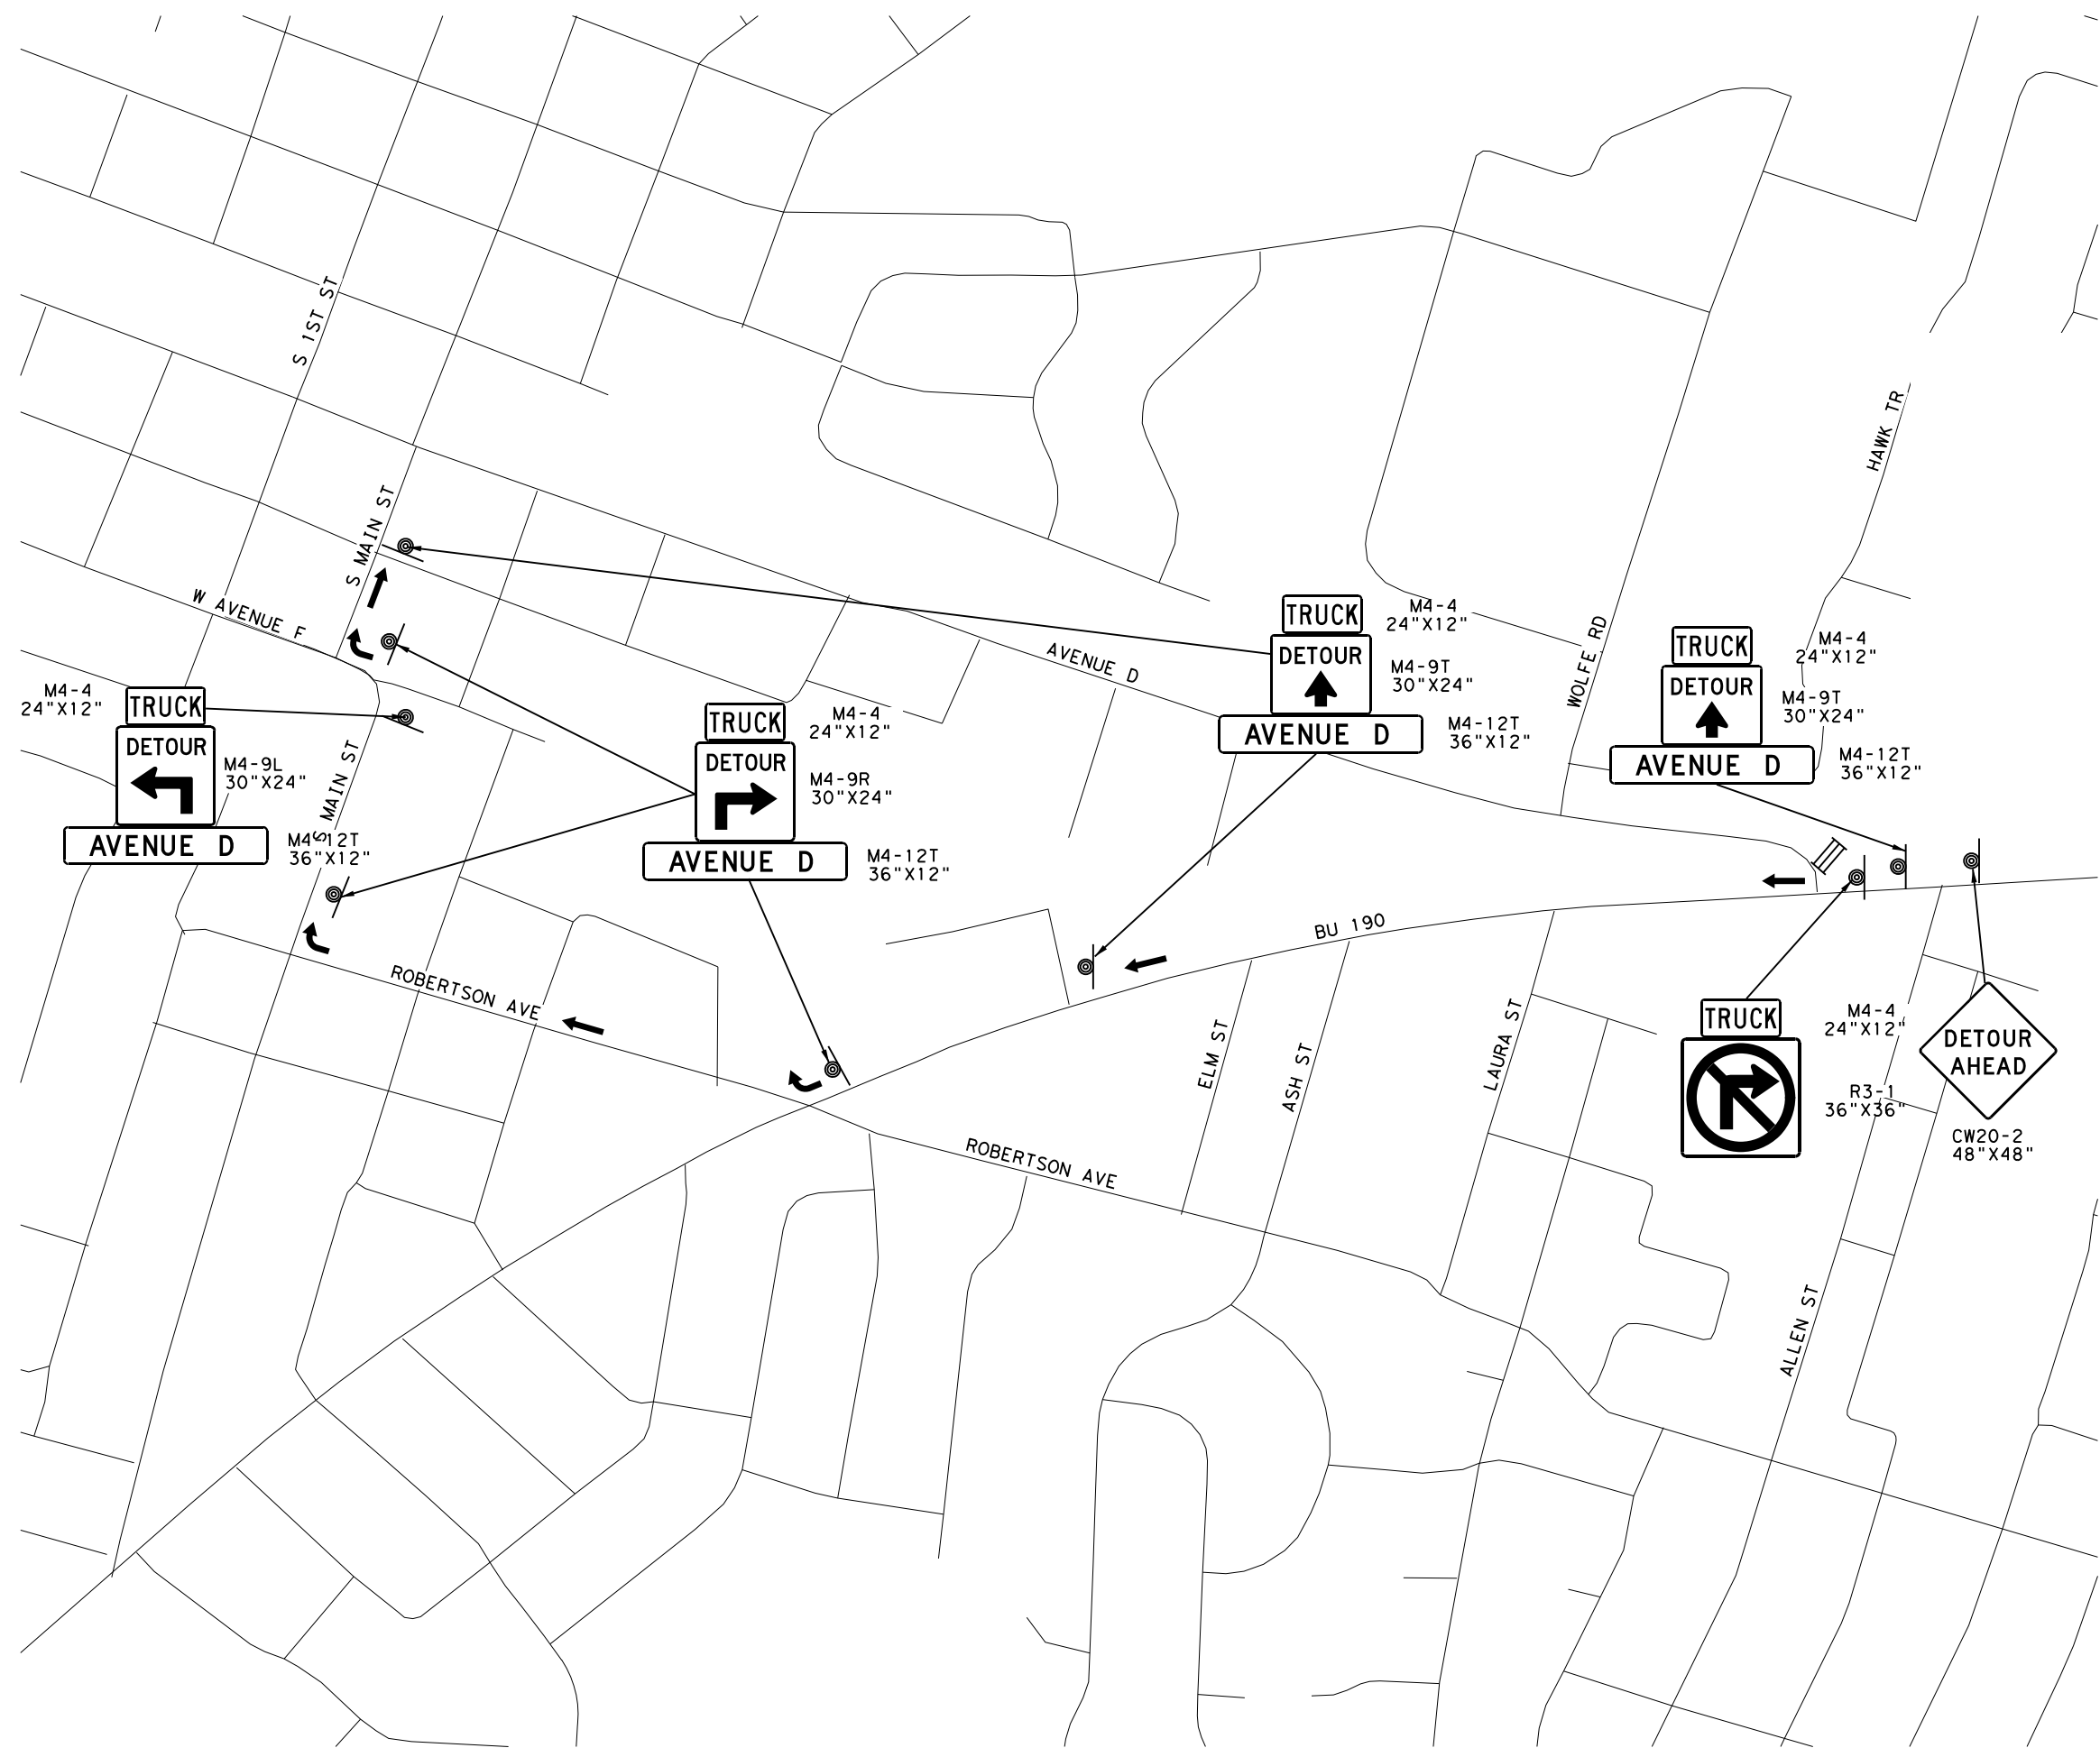 S 1ST ST
HAWK TR
S MAIN ST
W AVENUE F
AVENUE D
WOLFE RD
TRUCK
DETOUR
AVENUE D
M4-4
24"X12"
M4-9T
30"X24"
M4-12T
36"X12"
TRUCK
DETOUR
AVENUE D
M4-4
24"X12"
M4-9T
30"X24"
M4-12T
36"X12"
M4-4
24"X12"
TRUCK
DETOUR
AVENUE D
M4-9L
30"X24"
M4-12T
36"X12"
S MAIN ST
TRUCK
DETOUR
AVENUE D
M4-4
24"X12"
M4-9R
30"X24"
M4-12T
36"X12"
BU 190
ROBERTSON AVE
ELM ST
ASH ST
LAURA ST
TRUCK
M4-4
24"X12"
R3-1
36"X36"
DETOUR
AHEAD
CW20-2
48"X48"
ROBERTSON AVE
ALLEN ST